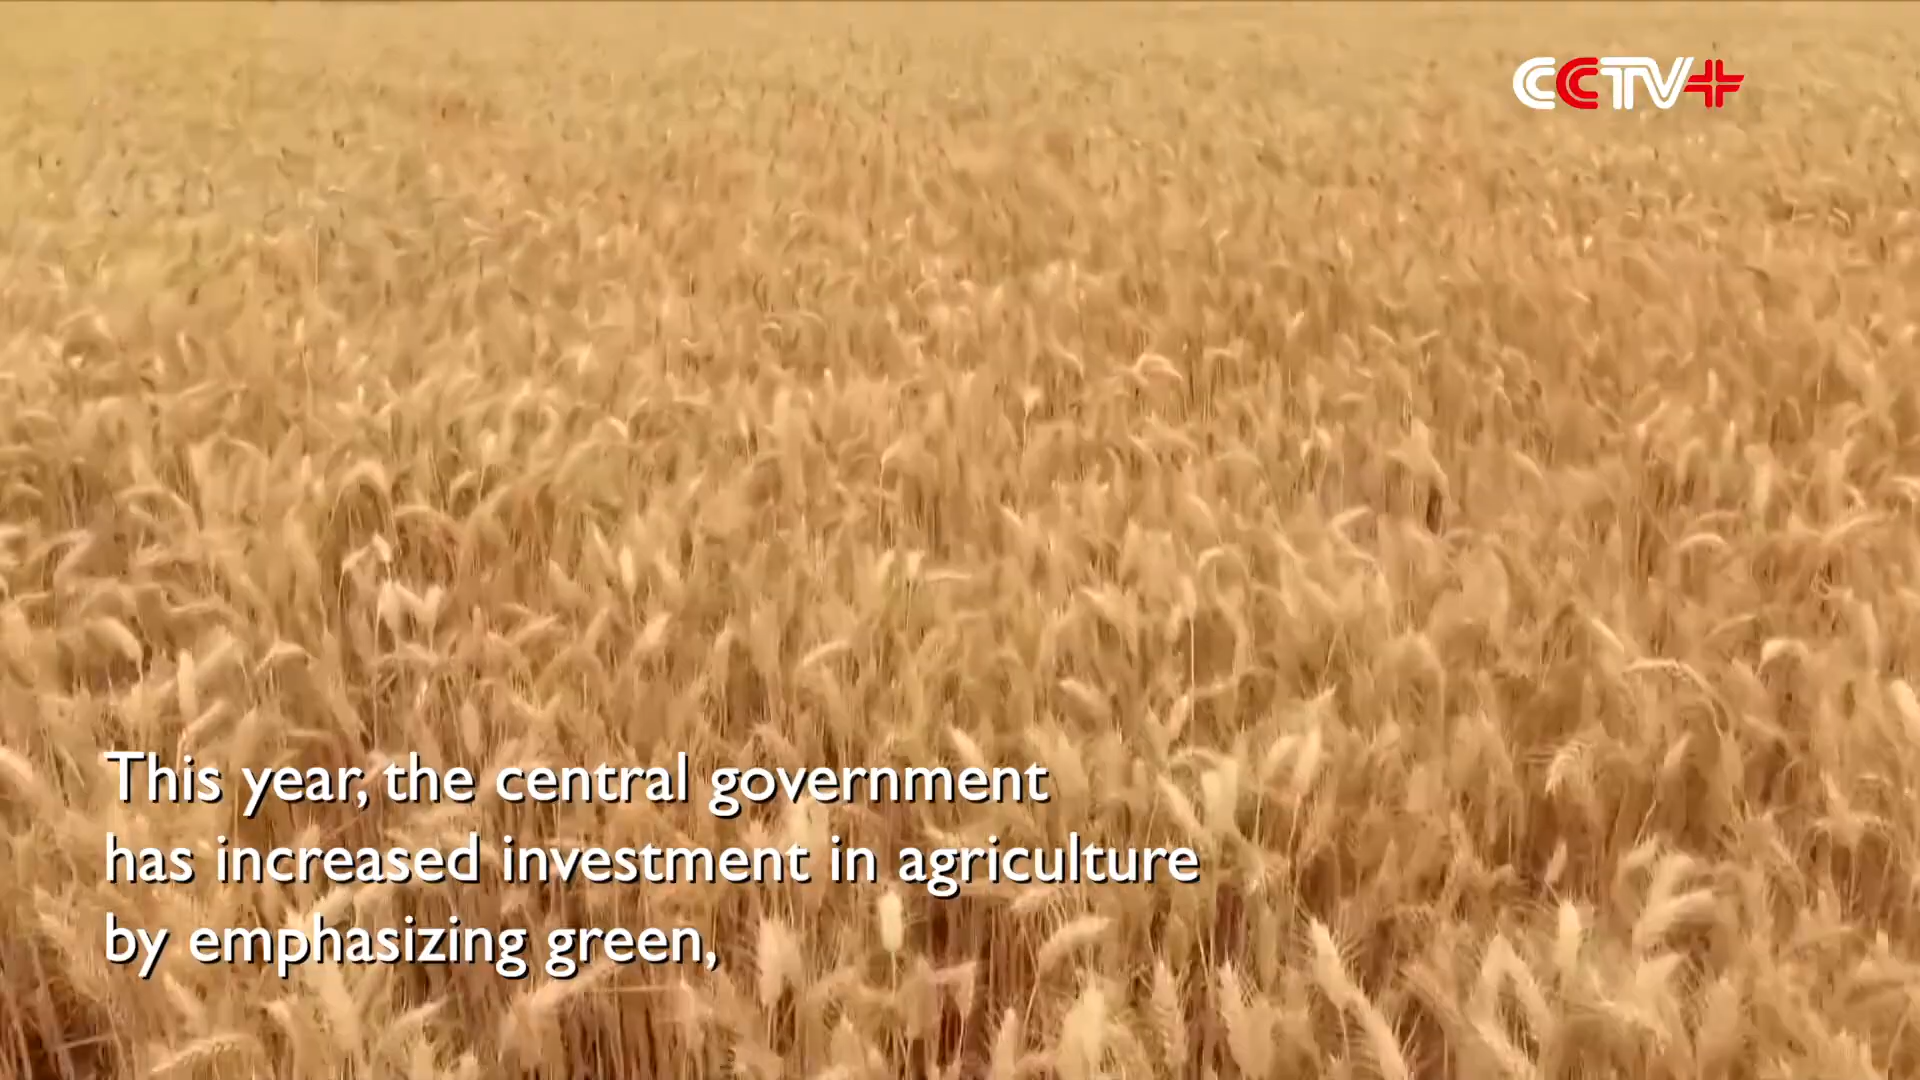 CCTV+
This year, the central government
has increased investment in agriculture
by emphasizing green,